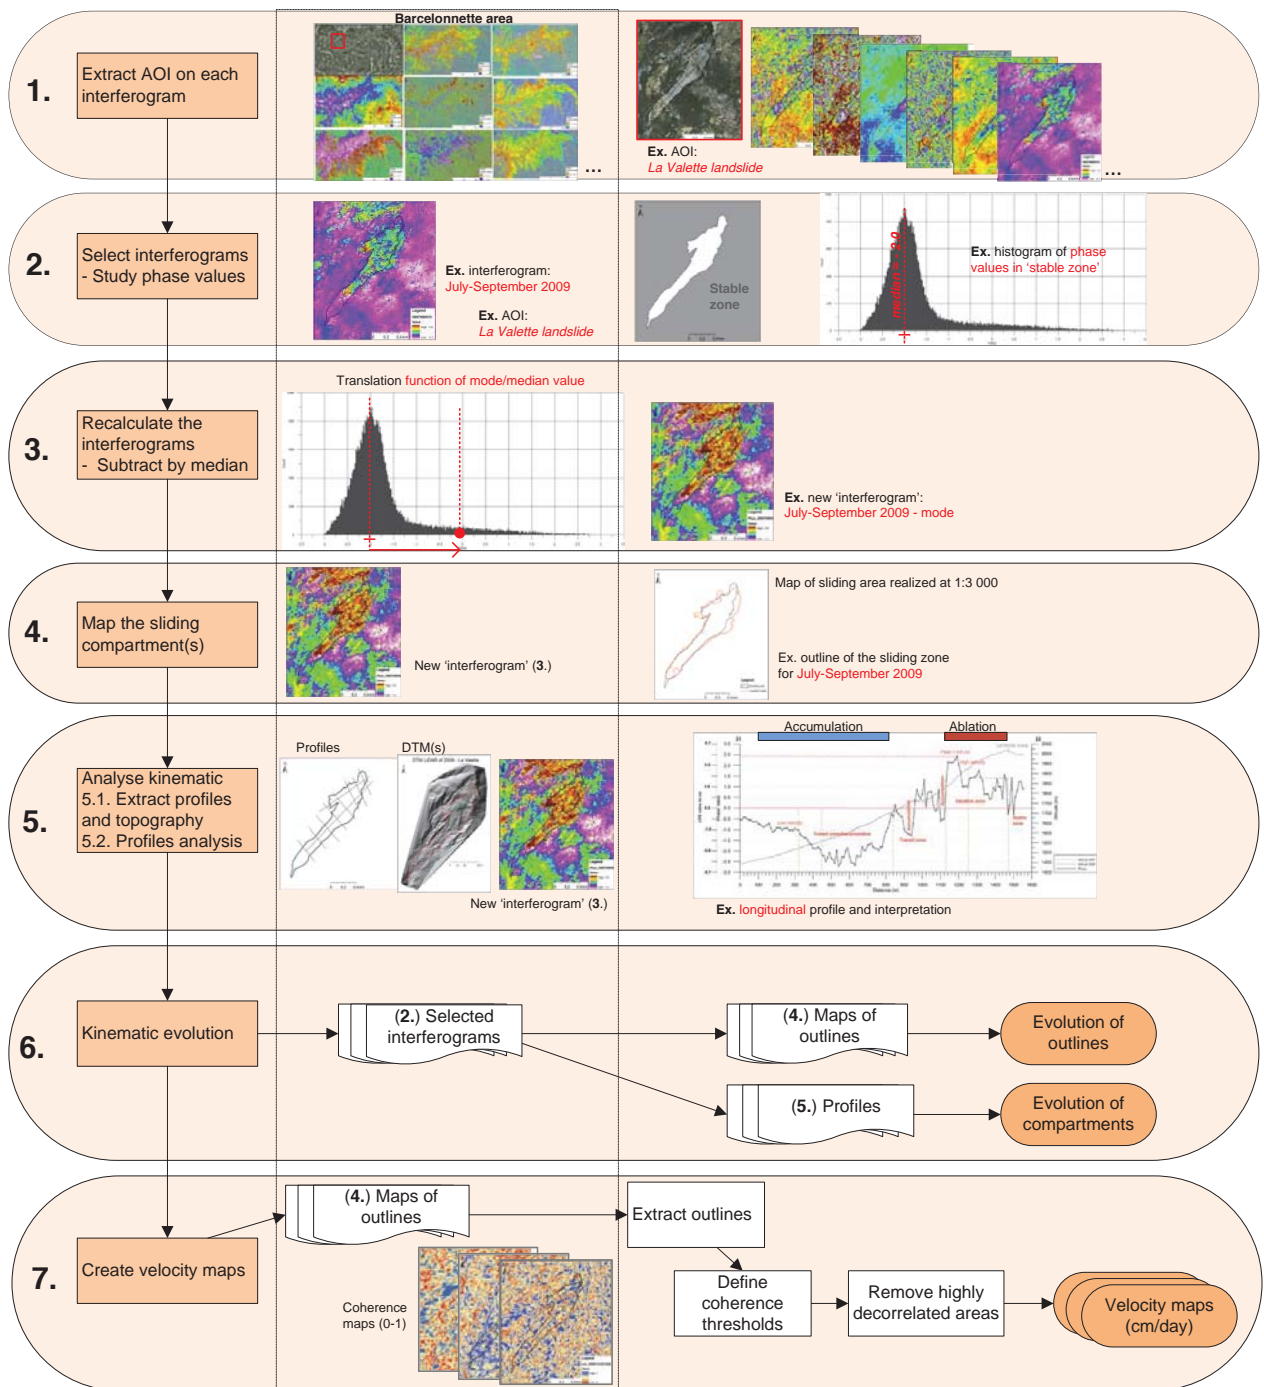 Barcelonnette area
1.
Extract AOI on each
interferogram
...
Ex. AOI:
La Valette landslide
...
2.
Select interferograms
- Study phase values
Ex. interferogram:
July-September 2009
Ex. AOI:
La Valette landslide
Stable
zone
Ex. histogram of phase
values in 'stable zone'
3.
Recalculate the
interferograms
- Subtract by median
Translation function of mode/median value
Ex. new 'interferogram':
July-September 2009 - mode
4.
Map the sliding
compartment(s)
New 'interferogram' (3.)
Map of sliding area realized at 1:3 000
Ex. outline of the sliding zone
for July-September 2009
5.
Analyse kinematic
5.1. Extract profiles
and topography
5.2. Profiles analysis
Profiles
DTM(s)
New 'interferogram' (3.)
Accumulation
Ablation
Ex. longitudinal profile and interpretation
6.
Kinematic evolution
(2.) Selected
interferograms
(4.) Maps of
outlines
Evolution of
outlines
(5.) Profiles
Evolution of
compartments
7.
Create velocity maps
(4.) Maps of
outlines
Coherence
maps (0-1)
Extract outlines
Define
coherence
thresholds
Remove highly
decorrelated areas
Velocity maps
(cm/day)